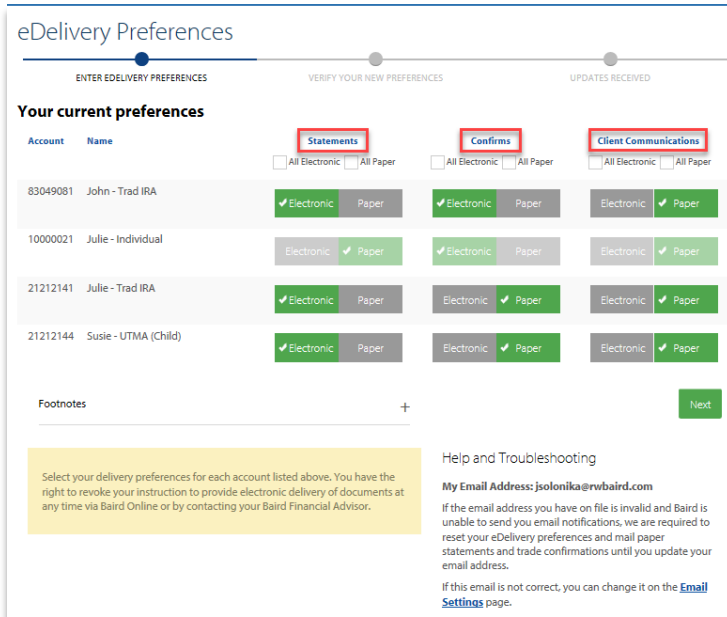 eDelivery Preferences
ENTER EDELIVERY PREFERENCES VERIFY YOUR NEW PREFERENCES UPDATES RECEIVED
Your current preferences
Account Name Statements Confirms Client Communications
All Electronic All Paper All Electronic All Paper All Electronic All Paper
83049081 John - Trad IRA Electronic Paper Electronic Paper Electronic Paper
10000021 Julie - Individual Electronic Paper Electronic Paper Electronic Paper
21212141 Julie - Trad IRA Electronic Paper Electronic Paper Electronic Paper
21212144 Susie - UTMA (Child) Electronic Paper Electronic Paper Electronic Paper
Footnotes + Next
Select your delivery preferences for each account listed above. You have the
right to revoke your instruction to provide electronic delivery of documents at
any time via Baird Online or by contacting your Baird Financial Advisor.
Help and Troubleshooting
My Email Address: jsolonika@rwbaird.com
If the email address you have on file is invalid and Baird is
unable to send you email notifications, we are required to
reset your eDelivery preferences and mail paper
statements and trade confirmations until you update your
email address.
If this email is not correct, you can change it on the Email
Settings page.